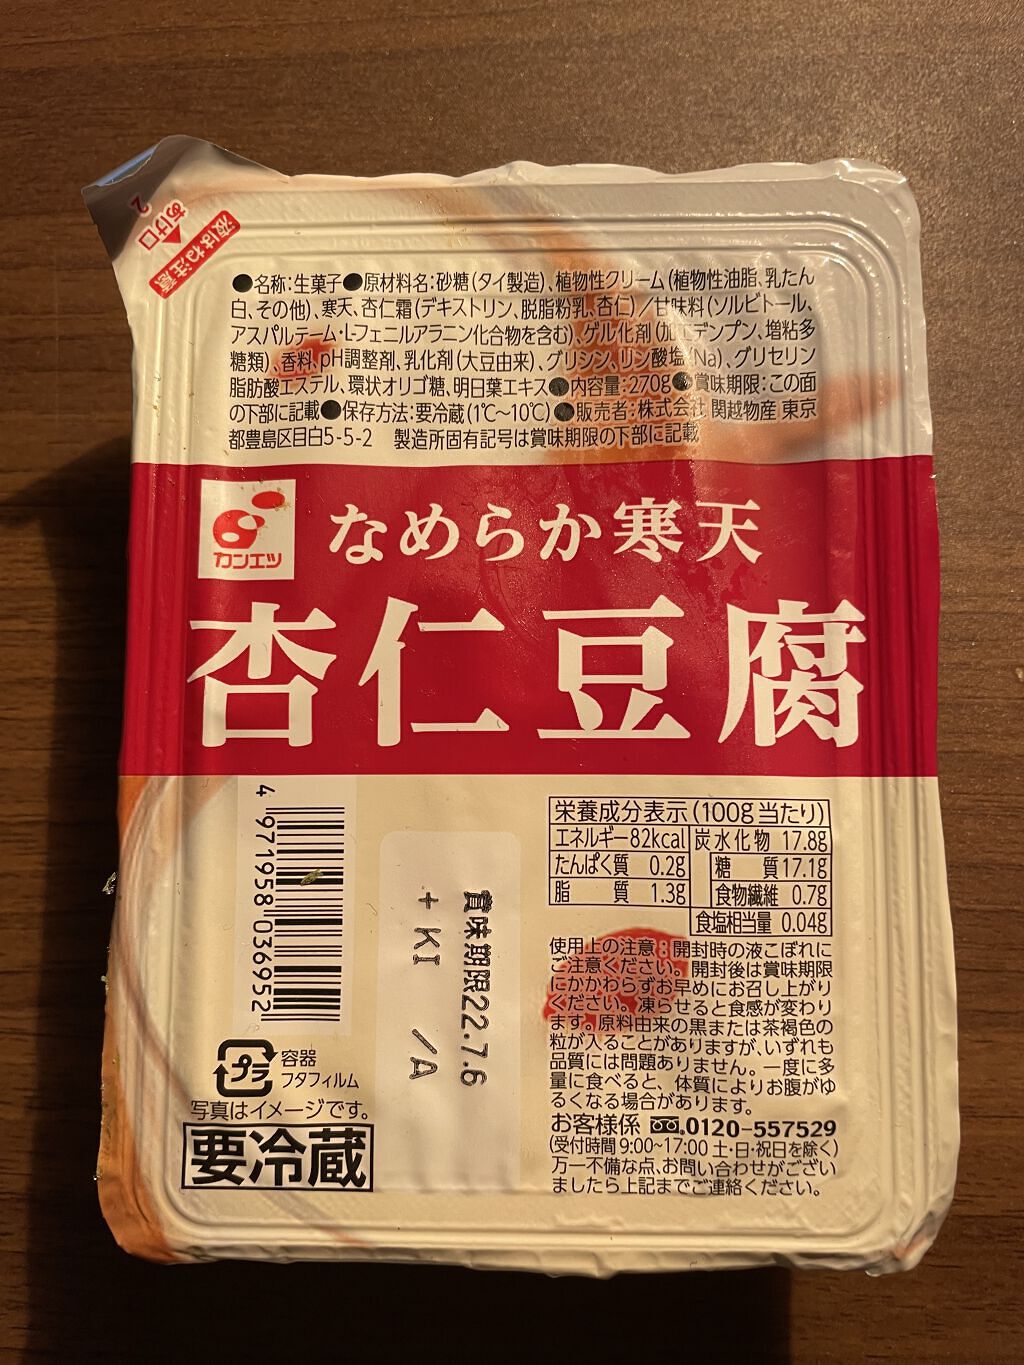 あけ口
2
液はね注意
●名称:生菓子●原材料名:砂糖(タイ製造)、植物性クリーム(植物性油脂、乳たん
白、その他)、寒天、杏仁霜(デキストリン、脱脂粉乳、杏仁)/甘味料(ソルビトール、
アスパルテーム・L-フェニルアラニン化合物を含む)、ゲル化剤(加工デンプン、増粘多
糖類)、香料、pH調整剤、乳化剤(大豆由来)、グリシン、リン酸塩(Na)、グリセリン
脂肪酸エステル、環状オリゴ糖、明日葉エキス●内容量:270g●賞味期限:この面
の下部に記載●保存方法:要冷蔵(1℃~10℃)●販売者:株式会社 関越物産 東京
都豊島区目白5-5-2 製造所固有記号は賞味期限の下部に記載
カンエツ
なめらか寒天
杏仁豆腐
4 971958 036952
賞味期限22.7.6
+KI /A
栄養成分表示(100g当たり)
エネルギー82kcal 炭水化物 17.8g
たんぱく質 0.2g 糖質17.1g
脂質 1.3g 食物繊維 0.7g
食塩相当量 0.04g
使用上の注意:開封時の液こぼれに
ご注意ください。開封後は賞味期限
にかかわらずお早めにお召し上がり
ください。凍らせると食感が変わり
ます。原料由来の黒または茶褐色の
粒が入ることがありますが、いずれも
品質には問題ありません。一度に多
量に食べると、体質によりお腹がゆ
るくなる場合があります。
お客様係 0120-557529
(受付時間 9:00~17:00 土・日・祝日を除く)
万一不備な点、お問い合わせがござい
ましたら上記までご連絡ください。
プラ
容器
フタフィルム
写真はイメージです。
要冷蔵